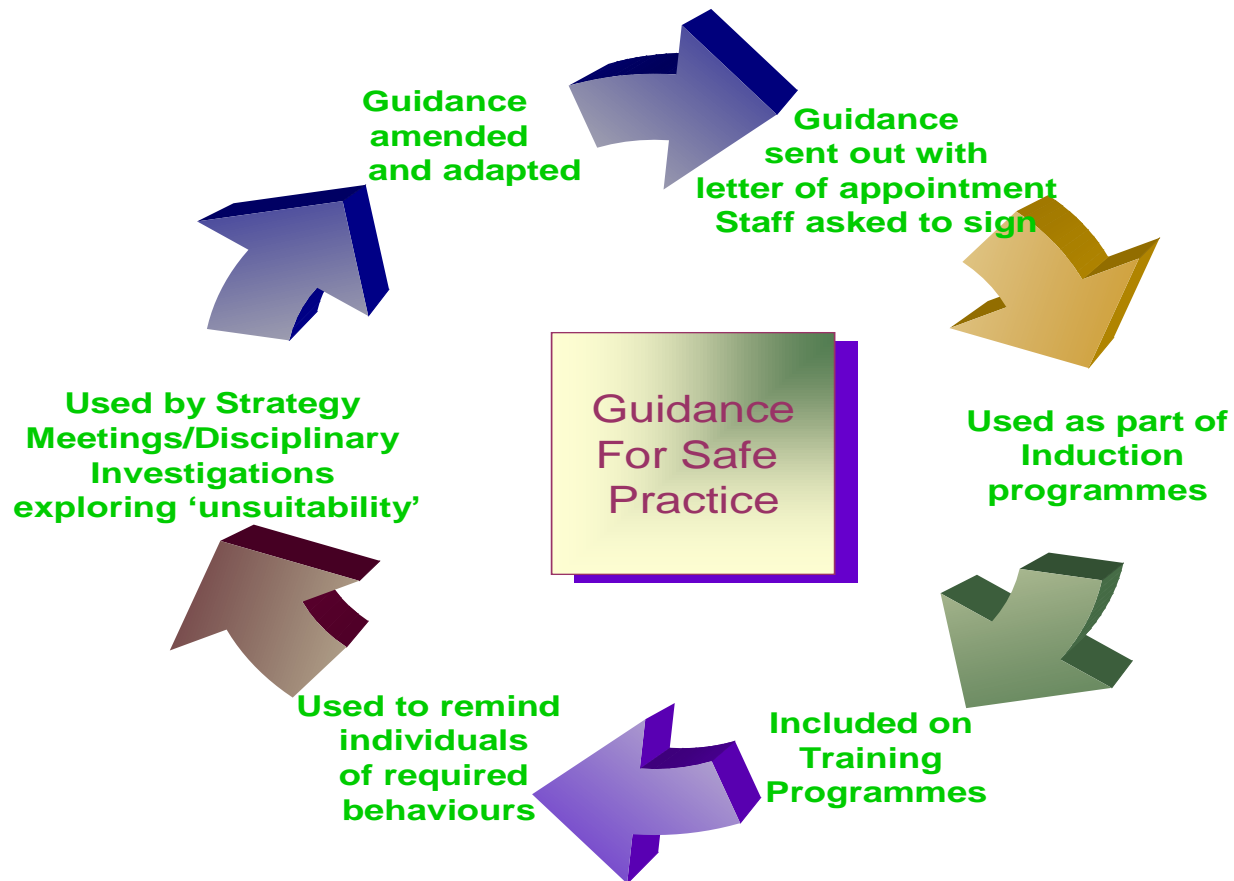 Guidance
amended
and adapted
Guidance
sent out with
letter of appointment
Staff asked to sign
Used as part of
Induction
programmes
Included on
Training
Programmes
Used to remind
individuals
of required
behaviours
Used by Strategy
Meetings/Disciplinary
Investigations
exploring ‘unsuitability’
Guidance
For Safe
Practice